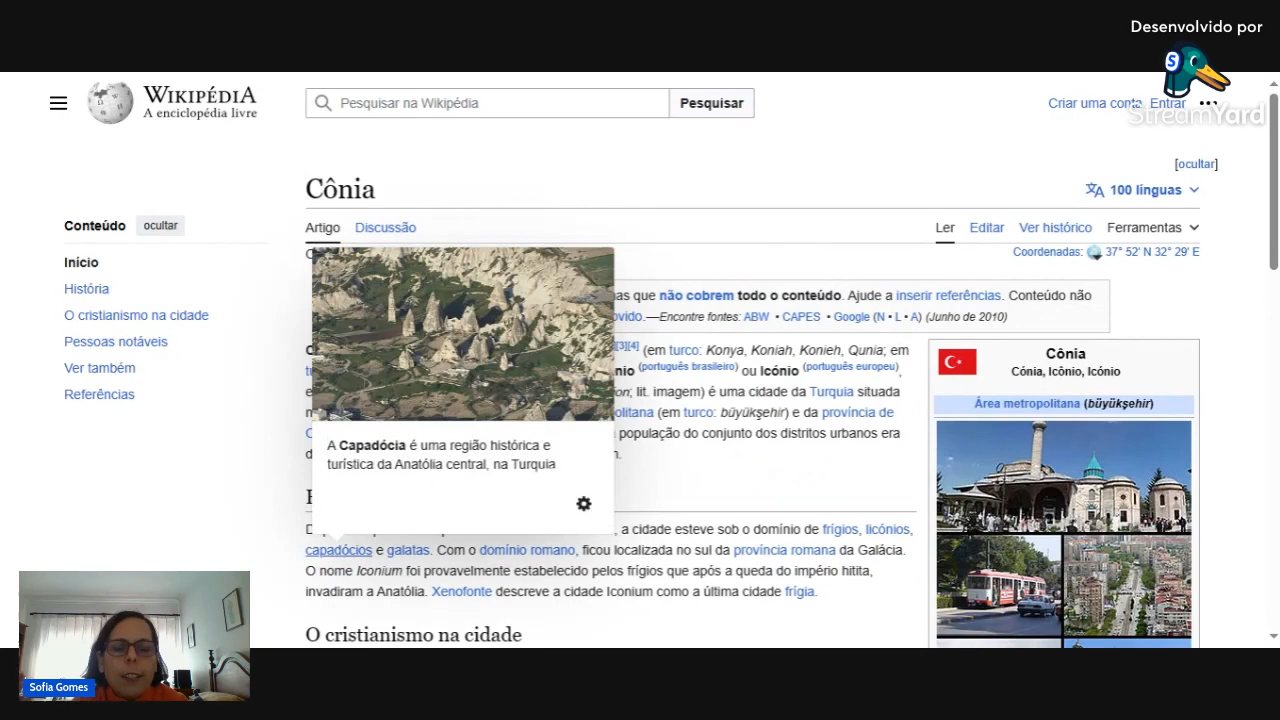 Desenvolvido por
S
StreamYard
WIKIPÉDIA
A enciclopédia livre
Pesquisar na Wikipédia
Pesquisar
Criar uma conta
Entrar
[ocultar]
Cônia
100 línguas
Conteúdo
ocultar
Artigo
Discussão
Ler
Editar
Ver histórico
Ferramentas
Coordenadas: 37° 52' N 32° 29' E
Início
História
O cristianismo na cidade
Pessoas notáveis
Ver também
Referências
que não cobrem todo o conteúdo. Ajude a inserir referências. Conteúdo não
—Encontre fontes: ABW • CAPES • Google (N • L • A) (Junho de 2010)
[3][4] (em turco: Konya, Koniah, Konieh, Qunia; em
(português brasileiro) ou Icónio (português europeu),
lit. imagem) é uma cidade da Turquia situada
(em turco: büyükşehir) e da província de
população do conjunto dos distritos urbanos era
A Capadócia é uma região histórica e
turística da Anatólia central, na Turquia
, a cidade esteve sob o domínio de frígios, licónios,
capadócios e galatas. Com o domínio romano, ficou localizada no sul da província romana da Galácia.
O nome Iconium foi provavelmente estabelecido pelos frígios que após a queda do império hitita,
invadiram a Anatólia. Xenofonte descreve a cidade Iconium como a última cidade frígia.
O cristianismo na cidade
Cônia
Cónia, Icônio, Icónio
Área metropolitana (büyükşehir)
Sofia Gomes